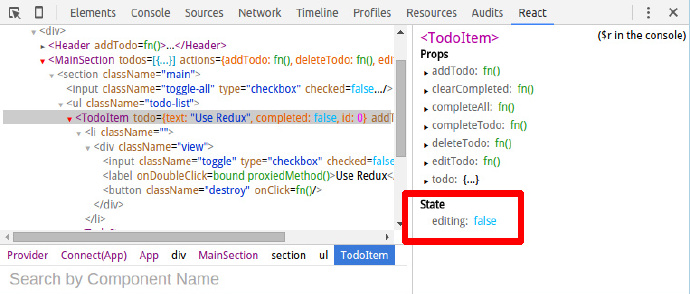 Elements Console Sources Network Timeline Profiles Resources Audits React
<div>
<Header addTodo=fn()>...</Header>
<MainSection todos=[{...}] actions={addTodo: fn(), deleteTodo: fn(), edi
<section className="main">
<input className="toggle-all" type="checkbox" checked=false.../>
<ul className="todo-list">
<TodoItem todo={text: "Use Redux", completed: false, id: 0} addT
<li className="">
<div className="view">
<input className="toggle" type="checkbox" checked=false
<label onDoubleClick=bound proxiedMethod()>Use Redux<
<button className="destroy" onClick=fn()/>
</div>
</li>
Provider Connect(App) App div MainSection section ul TodoItem
Search by Component Name
<TodoItem> ($r in the console)
Props
addTodo: fn()
clearCompleted: fn()
completeAll: fn()
completeTodo: fn()
deleteTodo: fn()
editTodo: fn()
todo: {...}
State
editing: false